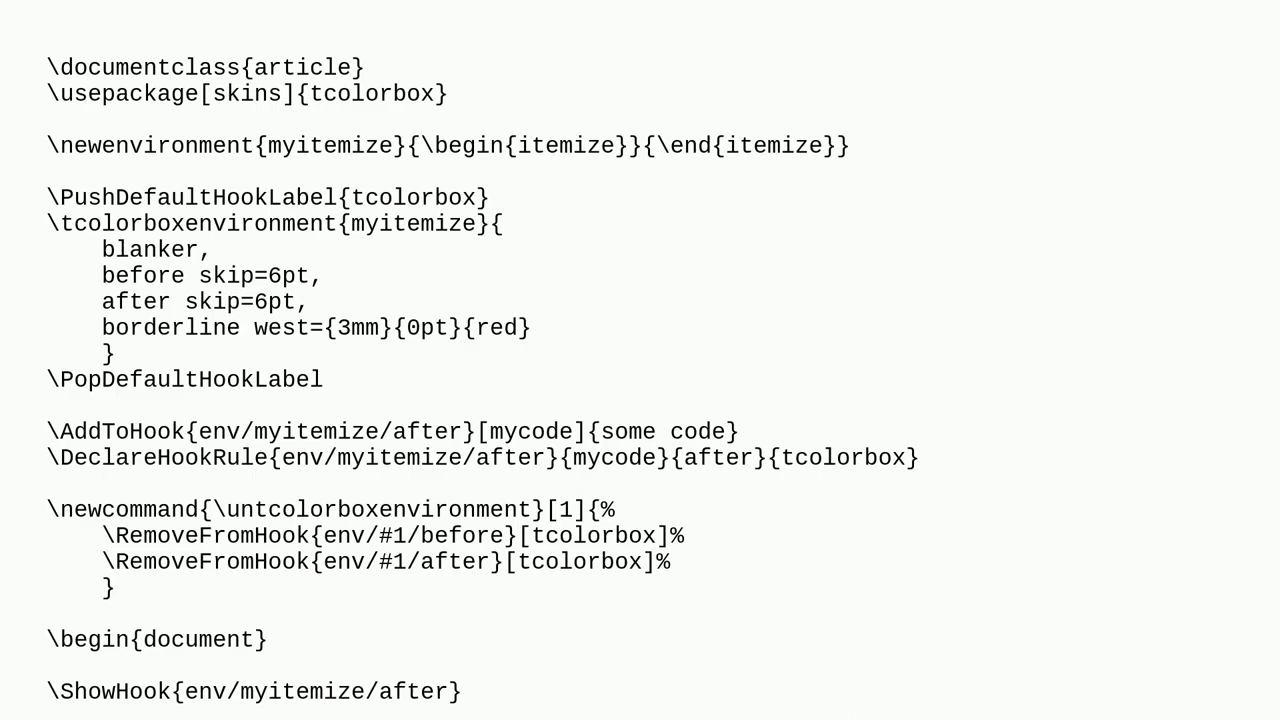 \documentclass{article}
\usepackage[skins]{tcolorbox}
\newenvironment{myitemize}{\begin{itemize}}{\end{itemize}}
\PushDefaultHookLabel{tcolorbox}
\tcolorboxenvironment{myitemize}{
    blanker,
    before skip=6pt,
    after skip=6pt,
    borderline west={3mm}{0pt}{red}
    }
\PopDefaultHookLabel
\AddToHook{env/myitemize/after}[mycode]{some code}
\DeclareHookRule{env/myitemize/after}{mycode}{after}{tcolorbox}
\newcommand{\untcolorboxenvironment}[1]{%
    \RemoveFromHook{env/#1/before}[tcolorbox]%
    \RemoveFromHook{env/#1/after}[tcolorbox]%
    }
\begin{document}
\ShowHook{env/myitemize/after}